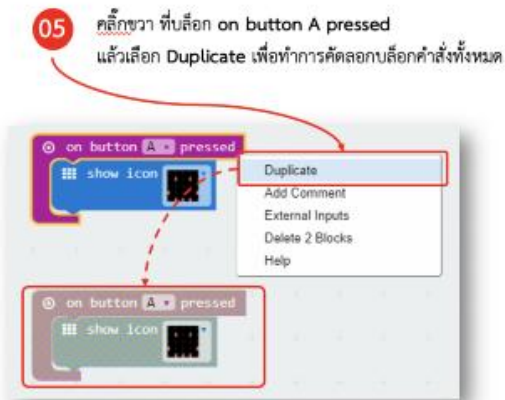 05
คลิ๊กขวา ที่บล็อก on button A pressed
แล้วเลือก Duplicate เพื่อทำการคัดลอกบล็อกคำสั่งทั้งหมด
on button A pressed
show icon
Duplicate
Add Comment
External Inputs
Delete 2 Blocks
Help
on button A pressed
show icon